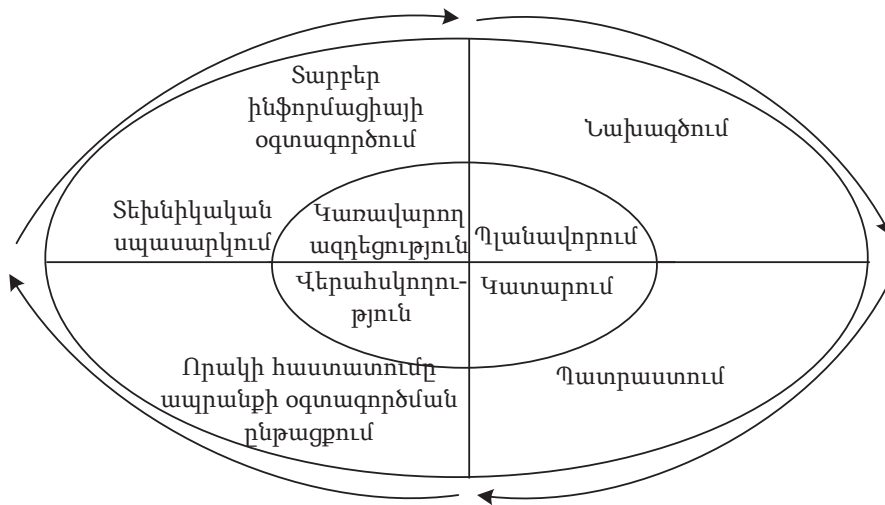 Տարբեր
ինֆորմացիայի
օգտագործում
Նախագծում
Տեխնիկական
սպասարկում
Կառավարող
ազդեցություն
Պլանավորում
Վերահսկողու-
թյուն
Կատարում
Որակի հաստատումը
ապրանքի օգտագործման
ընթացքում
Պատրաստում